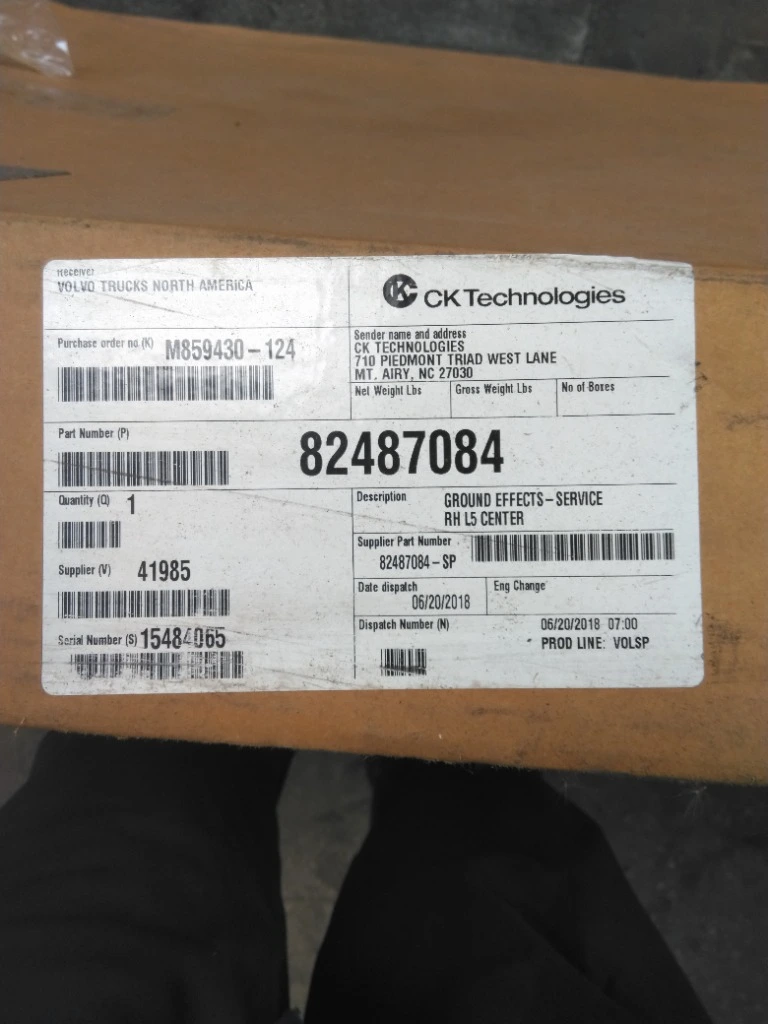 Receiver
VOLVO TRUCKS NORTH AMERICA
CK CK Technologies
Purchase order no.(K) M859430-124
Sender name and address
CK TECHNOLOGIES
710 PIEDMONT TRIAD WEST LANE
MT. AIRY, NC 27030
Net Weight Lbs
Gross Weight Lbs
No of Boxes
Part Number (P)
82487084
Quantity (Q) 1
Description GROUND EFFECTS-SERVICE
RH L5 CENTER
Supplier Part Number
82487084-SP
Supplier (V) 41985
Date dispatch
06/20/2018
Eng Change
Serial Number (S) 15484065
Dispatch Number (N)
06/20/2018 07:00
PROD LINE: VOLSP